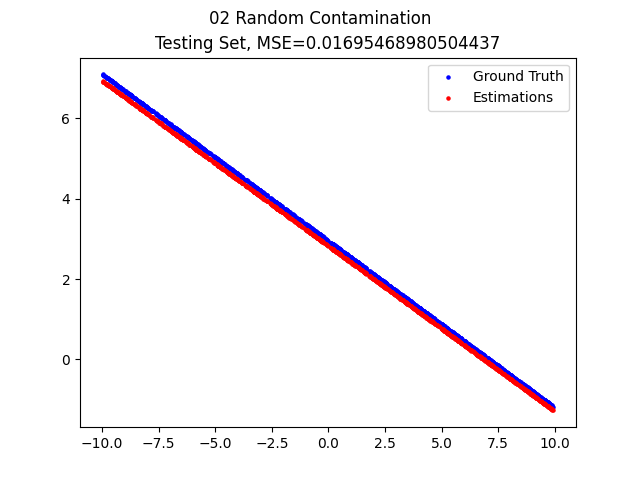 02 Random Contamination
Testing Set, MSE=0.01695468980504437
Ground Truth
Estimations
6
4
2
0
−10.0 −7.5 −5.0 −2.5 0.0 2.5 5.0 7.5 10.0